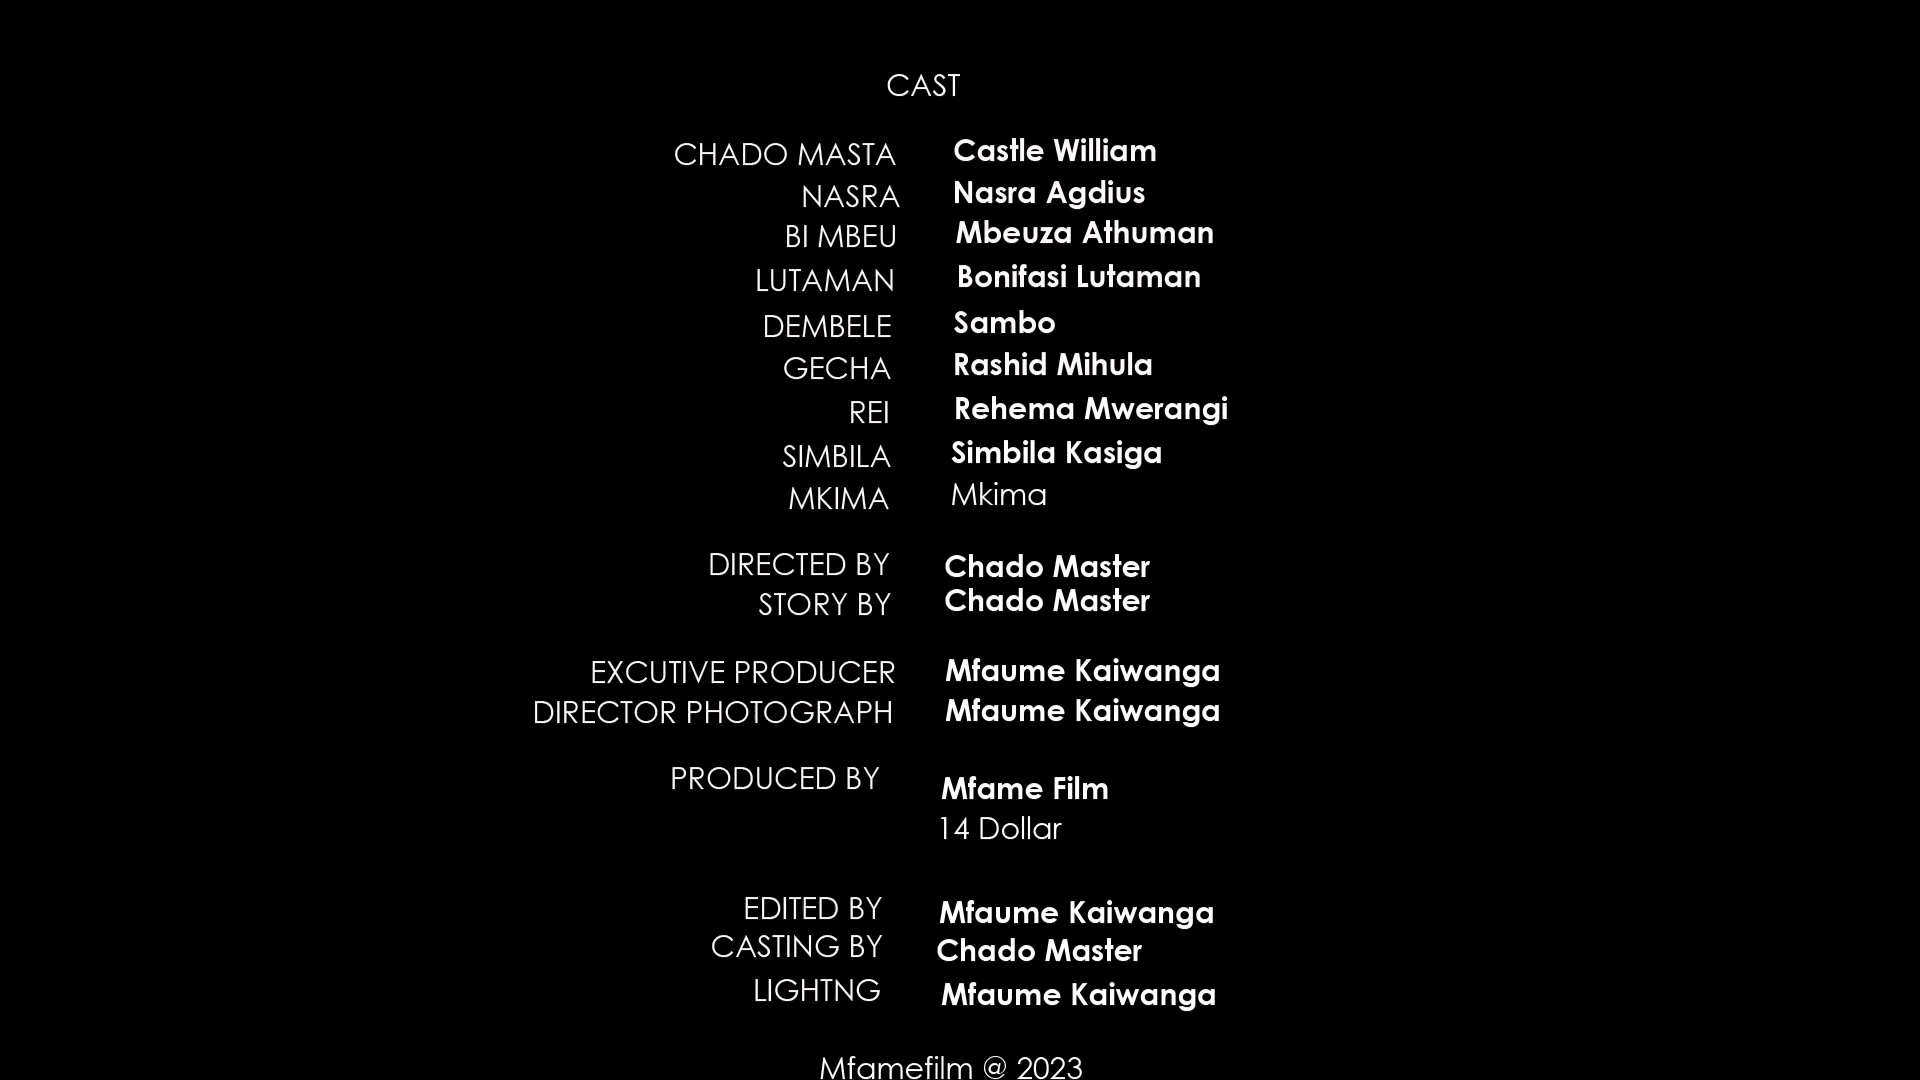 CAST
CHADO MASTA Castle William
NASRA Nasra Agdius
BI MBEU Mbeuza Athuman
LUTAMAN Bonifasi Lutaman
DEMBELE Sambo
GECHA Rashid Mihula
REI Rehema Mwerangi
SIMBILA Simbila Kasiga
MKIMA Mkima
DIRECTED BY Chado Master
STORY BY Chado Master
EXCUTIVE PRODUCER Mfaume Kaiwanga
DIRECTOR PHOTOGRAPH Mfaume Kaiwanga
PRODUCED BY Mfame Film
14 Dollar
EDITED BY Mfaume Kaiwanga
CASTING BY Chado Master
LIGHTNG Mfaume Kaiwanga
Mfamefilm @ 2023